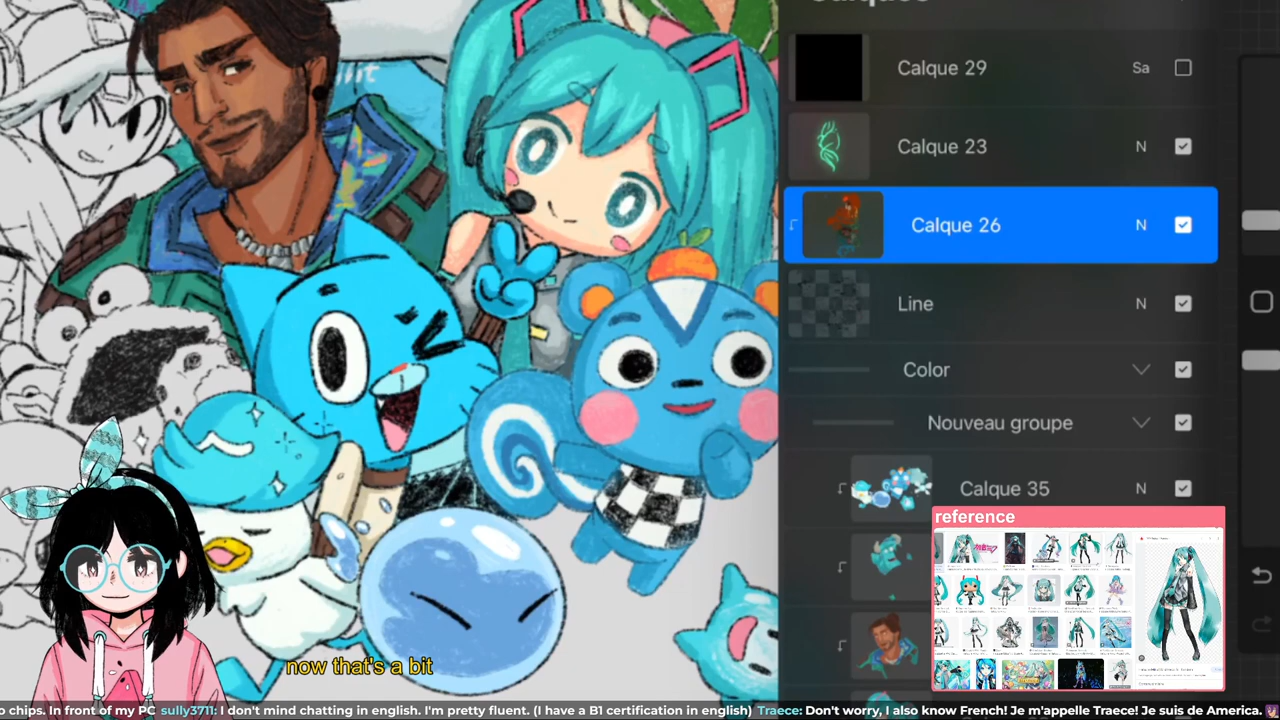 Calque 29
Sa
Calque 23
N
Calque 26
N
Line
N
Color
Nouveau groupe
Calque 35
N
reference
now that's a bit
o chips. In front of my PC sully3711: I don't mind chatting in english. I'm pretty fluent. (I have a B1 certification in english) Traece: Don't worry, I also know French! Je m'appelle Traece! Je suis de America.